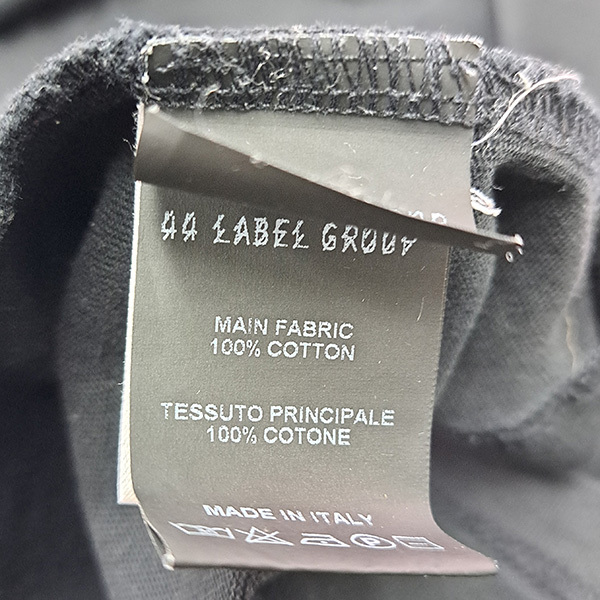 44 LABEL GROUP
MAIN FABRIC
100% COTTON
TESSUTO PRINCIPALE
100% COTONE
MADE IN ITALY